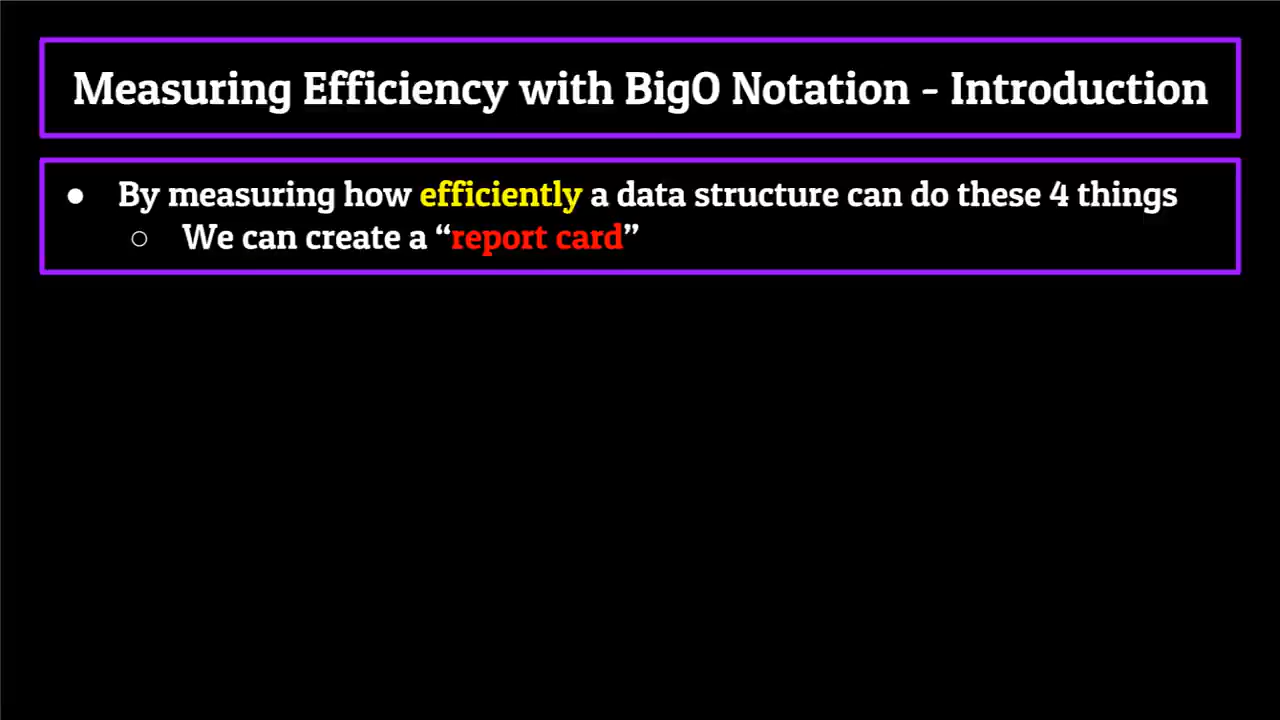 Measuring Efficiency with BigO Notation - Introduction
● By measuring how efficiently a data structure can do these 4 things
○ We can create a “report card”